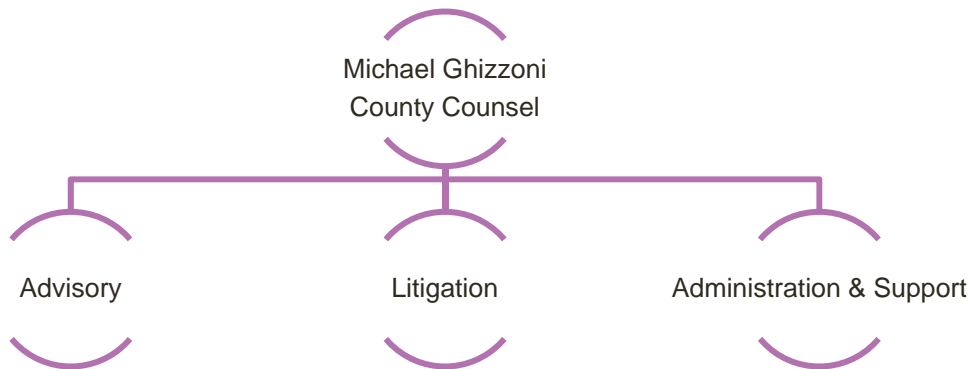 Michael Ghizzoni
County Counsel
Advisory
Litigation
Administration & Support